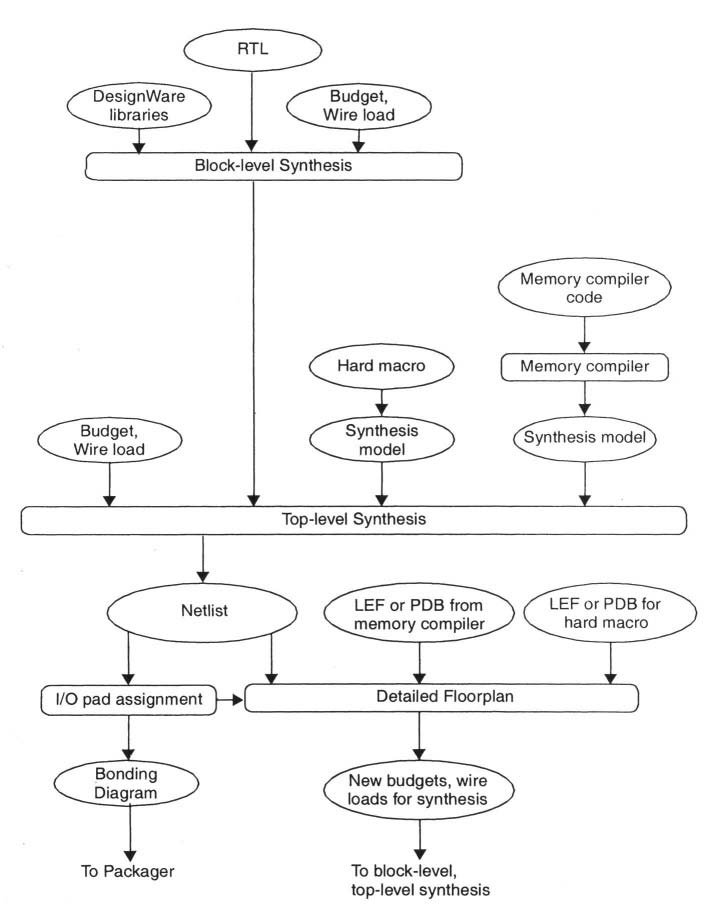 RTL
DesignWare
libraries
Budget,
Wire load
Block-level Synthesis
Memory compiler
code
Hard macro
Memory compiler
Budget,
Wire load
Synthesis
model
Synthesis model
Top-level Synthesis
Netlist
LEF or PDB from
memory compiler
LEF or PDB for
hard macro
I/O pad assignment
Detailed Floorplan
Bonding
Diagram
New budgets, wire
loads for synthesis
To Packager
To block-level,
top-level synthesis